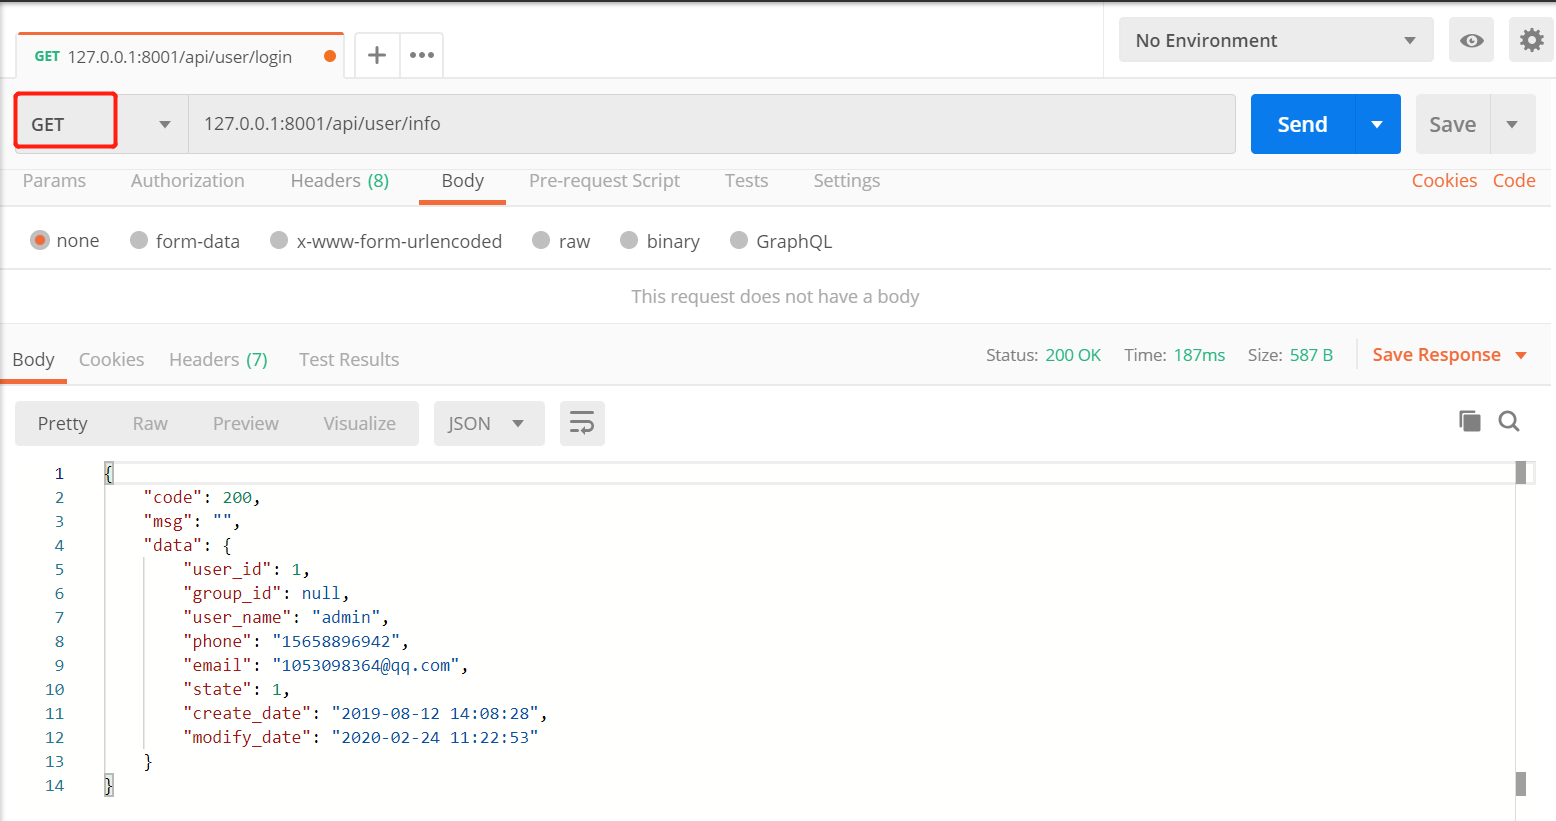 GET 127.0.0.1:8001/api/user/login
No Environment
GET 127.0.0.1:8001/api/user/info Send Save
Params Authorization Headers (8) Body Pre-request Script Tests Settings Cookies Code
none form-data x-www-form-urlencoded raw binary GraphQL
This request does not have a body
Body Cookies Headers (7) Test Results Status: 200 OK Time: 187ms Size: 587 B Save Response
Pretty Raw Preview Visualize JSON
1 {
2 "code": 200,
3 "msg": "",
4 "data": {
5 "user_id": 1,
6 "group_id": null,
7 "user_name": "admin",
8 "phone": "15658896942",
9 "email": "1053098364@qq.com",
10 "state": 1,
11 "create_date": "2019-08-12 14:08:28",
12 "modify_date": "2020-02-24 11:22:53"
13 }
14 }